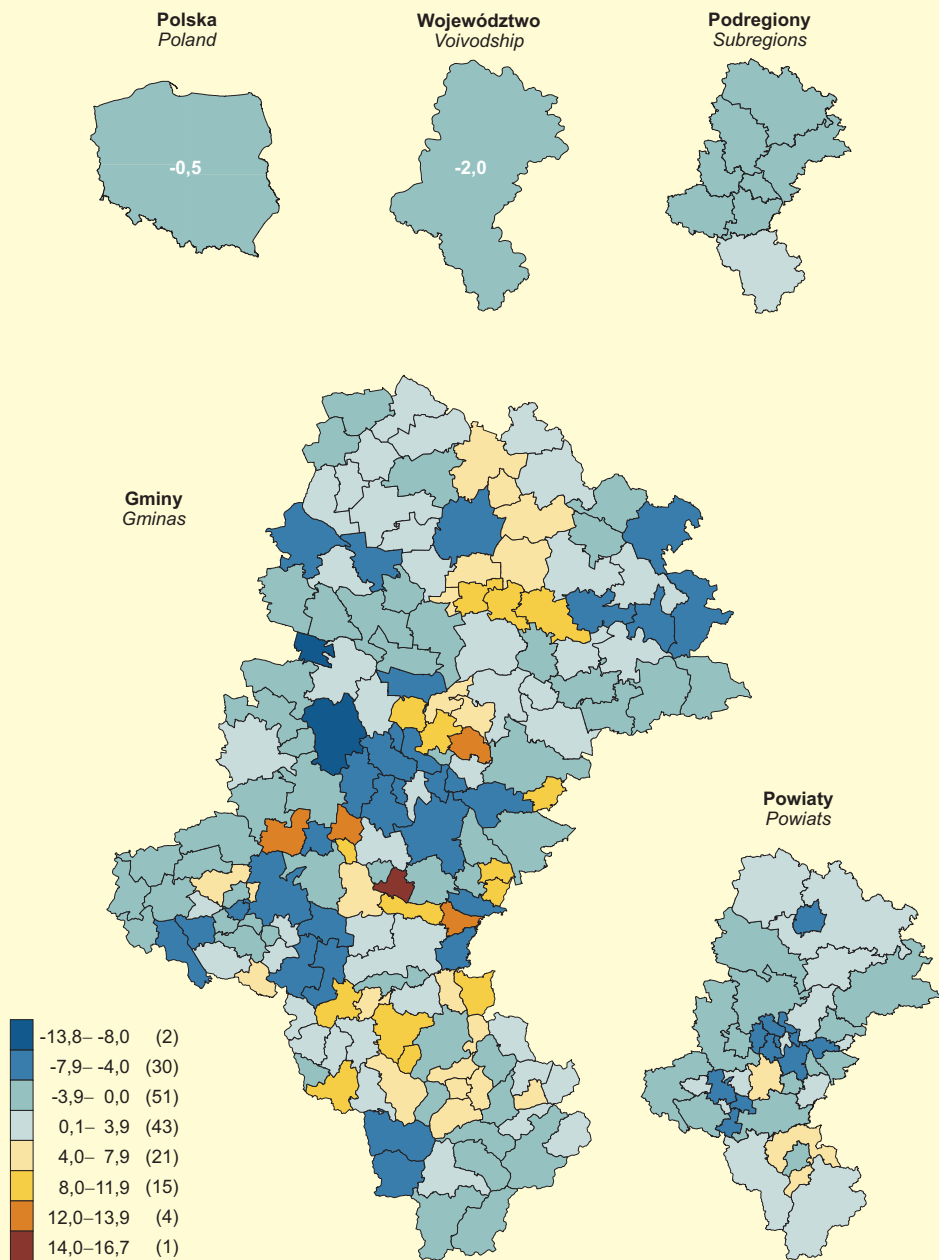 Polska
Poland
Województwo
Voivodship
Podregiony
Subregions
-0,5
-2,0
Gminy
Gminas
Powiaty
Powiats
-13,8– -8,0 (2)
-7,9– -4,0 (30)
-3,9– 0,0 (51)
0,1– 3,9 (43)
4,0– 7,9 (21)
8,0–11,9 (15)
12,0–13,9 (4)
14,0–16,7 (1)